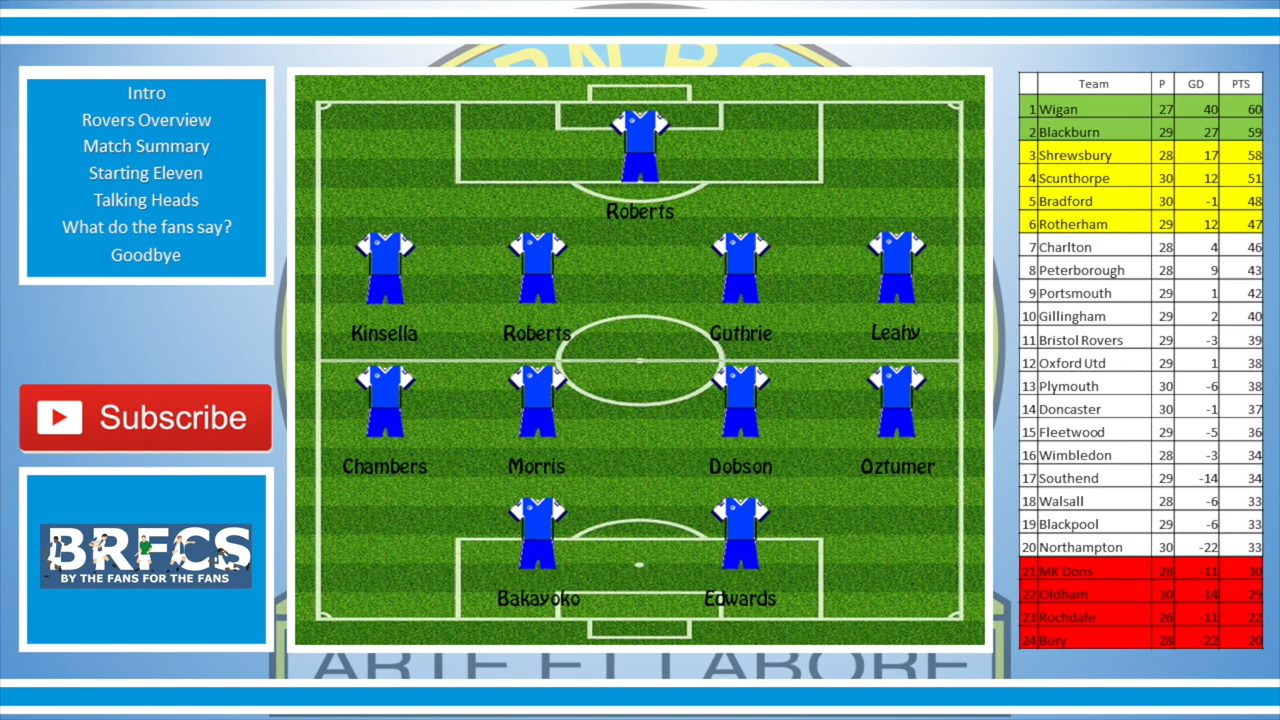 RN RO
Intro
Rovers Overview
Match Summary
Starting Eleven
Talking Heads
What do the fans say?
Goodbye
Subscribe
BRFCS
BY THE FANS FOR THE FANS
Roberts
Kinsella Roberts Guthrie Leahy
Chambers Morris Dobson Oztumer
Bakayoko Edwards
ARTE ET LABORE
Team P GD PTS
1 Wigan 27 40 60
2 Blackburn 29 27 59
3 Shrewsbury 28 17 58
4 Scunthorpe 30 12 51
5 Bradford 30 -1 48
6 Rotherham 29 12 47
7 Charlton 28 4 46
8 Peterborough 28 9 43
9 Portsmouth 29 1 42
10 Gillingham 29 2 40
11 Bristol Rovers 29 -3 39
12 Oxford Utd 29 1 38
13 Plymouth 30 -6 38
14 Doncaster 30 -1 37
15 Fleetwood 29 -5 36
16 Wimbledon 28 -3 34
17 Southend 29 -14 34
18 Walsall 28 -6 33
19 Blackpool 29 -6 33
20 Northampton 30 -22 33
21 MK Dons 28 -11 30
22 Oldham 30 -14 29
23 Rochdale 26 -11 22
24 Bury 28 -22 20